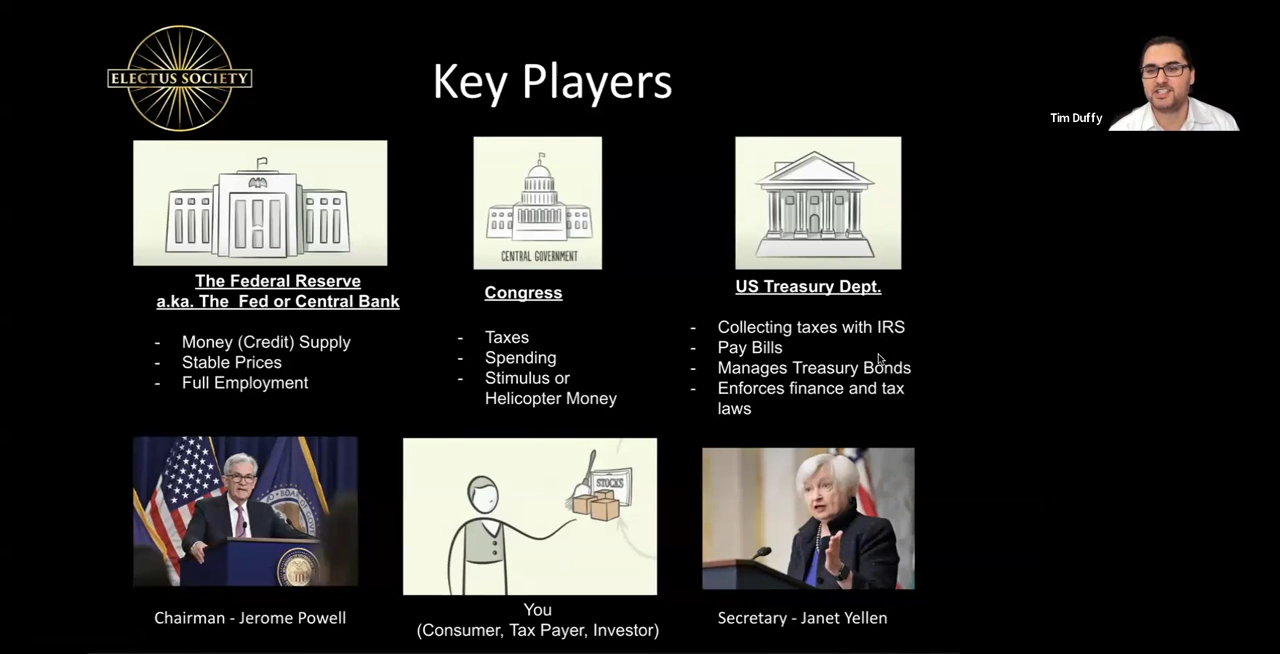 ELECTUS SOCIETY
Key Players
Tim Duffy
The Federal Reserve
a.ka. The Fed or Central Bank
- Money (Credit) Supply
- Stable Prices
- Full Employment
CENTRAL GOVERNMENT
Congress
- Taxes
- Spending
- Stimulus or
Helicopter Money
US Treasury Dept.
- Collecting taxes with IRS
- Pay Bills
- Manages Treasury Bonds
- Enforces finance and tax
laws
Chairman - Jerome Powell
STOCKS
You
(Consumer, Tax Payer, Investor)
Secretary - Janet Yellen